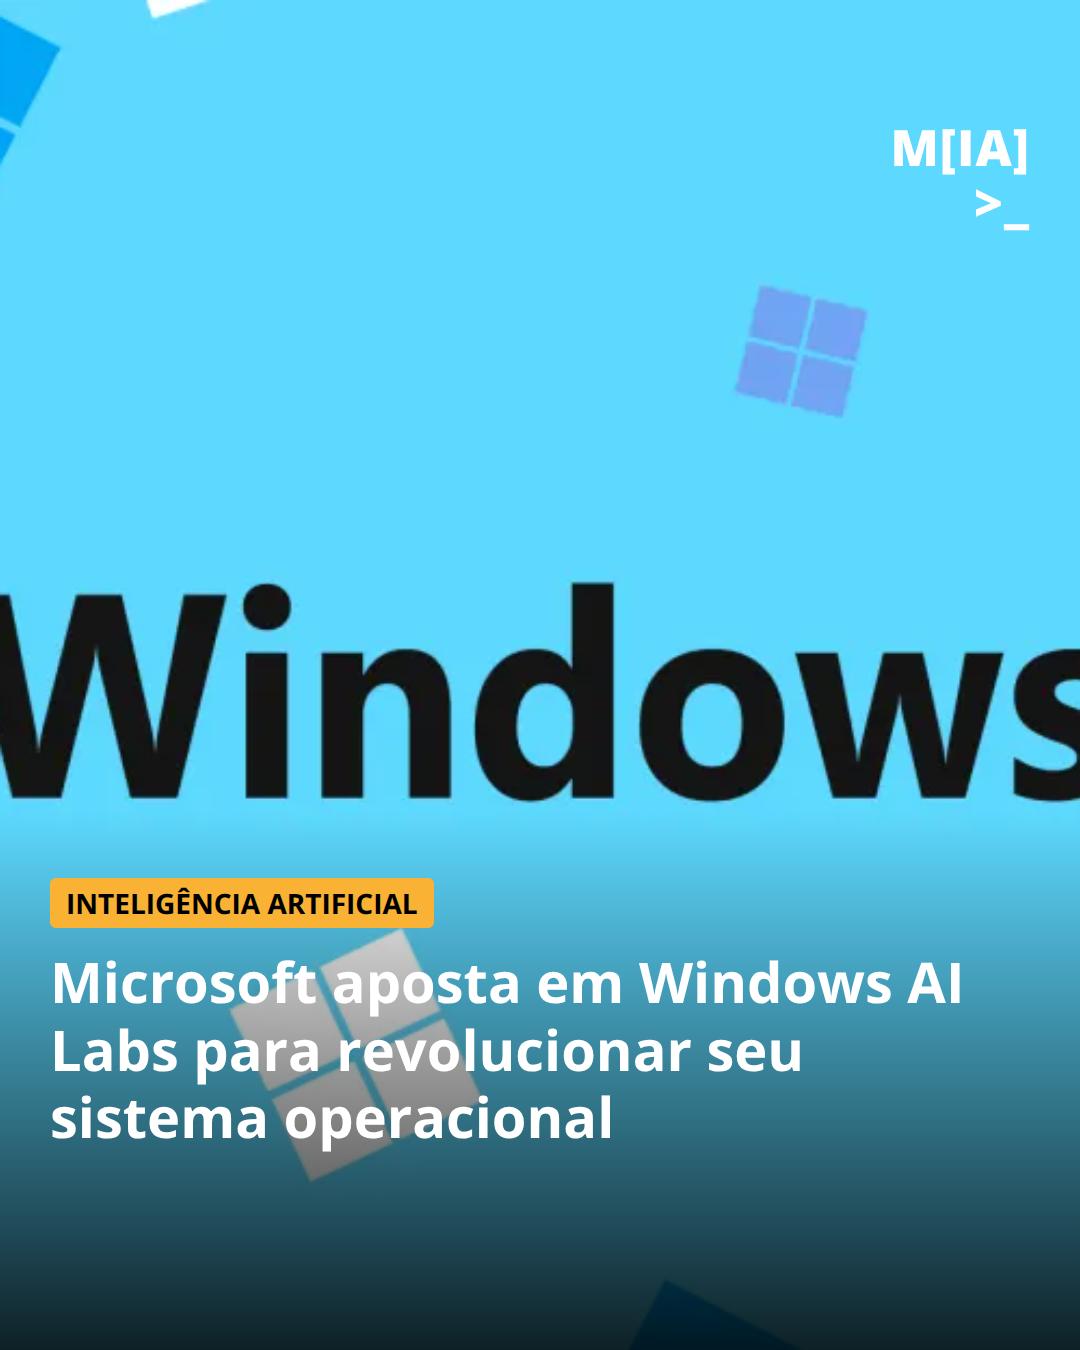 M[IA]
>_
Windows
INTELIGÊNCIA ARTIFICIAL
Microsoft aposta em Windows AI
Labs para revolucionar seu
sistema operacional